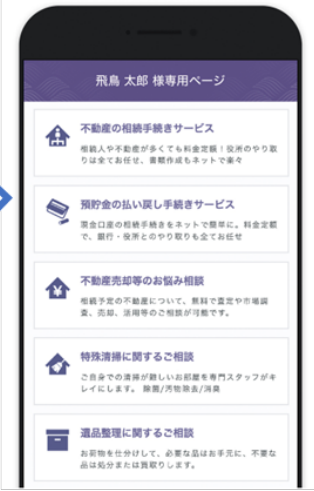 飛鳥 太郎 様専用ページ
不動産の相続手続きサービス
相続人や不動産が多くても料金定額！役所のやり取
りは全てお任せ、書類作成もネットで楽々
預貯金の払い戻し手続きサービス
現金口座の相続手続きをネットで簡単に。料金定額
で、銀行・役所とのやり取りも全てお任せ
不動産売却等のお悩み相談
相続予定の不動産について、無料で査定や市場調
査、売却、活用等のご相談が可能です。
特殊清掃に関するご相談
ご自身での清掃が難しいお部屋を専門スタッフがキ
レイにします。 除菌/汚物除去/消臭
遺品整理に関するご相談
お荷物を仕分けして、必要な品はお手元に、不要な
品は処分または買取りします。